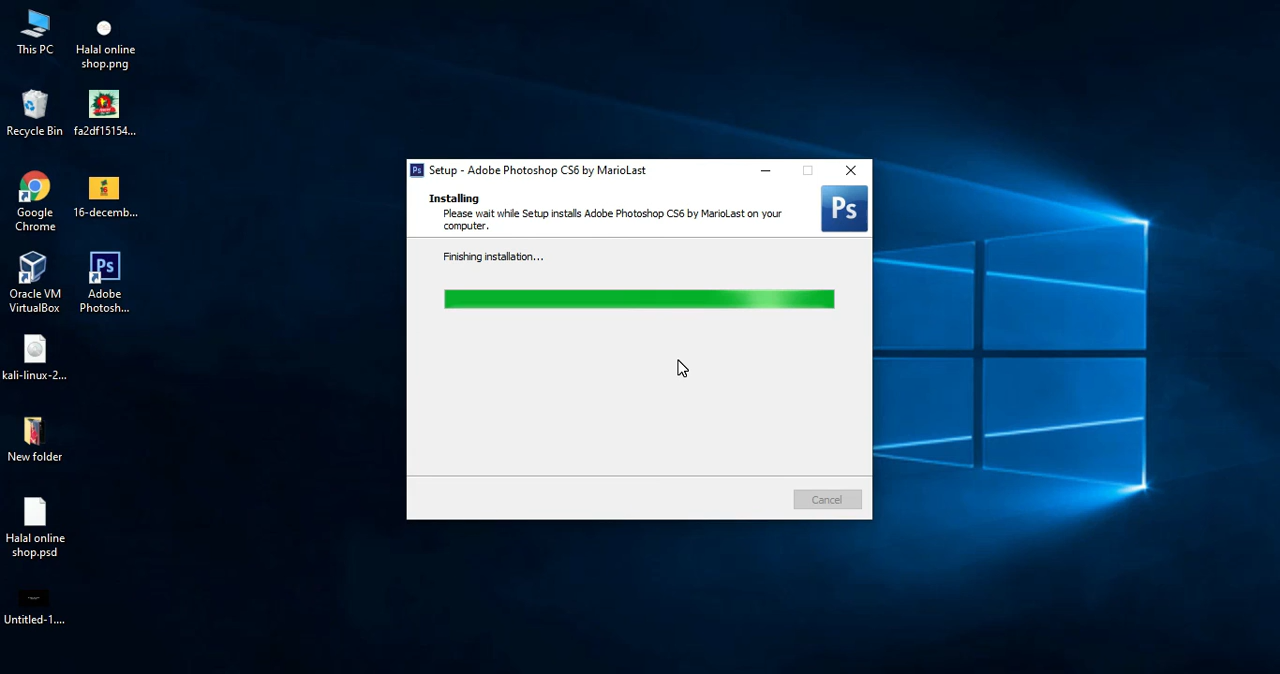 This PC
Halal online
shop.png
Recycle Bin
fa2df15154...
Google
Chrome
16-decemb...
Oracle VM
VirtualBox
Ps
Adobe
Photosh...
kali-linux-2...
New folder
Halal online
shop.psd
Untitled-1....
Ps
Setup - Adobe Photoshop CS6 by MarioLast
Installing
Please wait while Setup installs Adobe Photoshop CS6 by MarioLast on your
computer.
Ps
Finishing installation...
Cancel